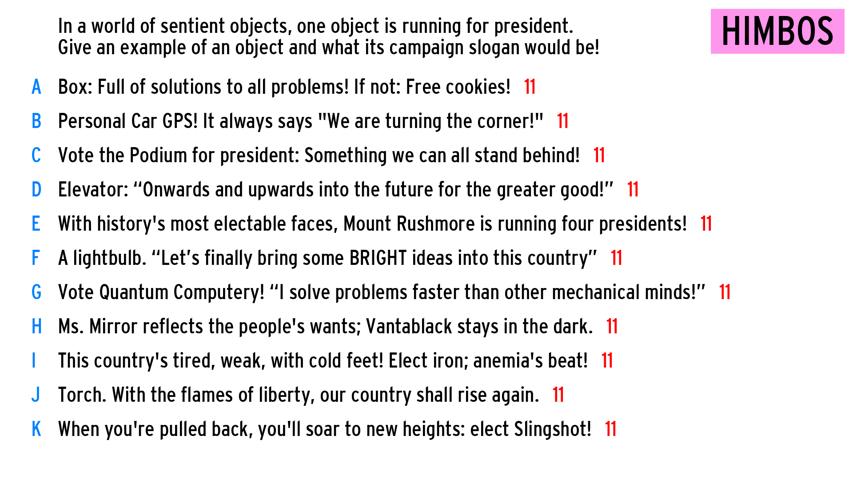 In a world of sentient objects, one object is running for president.
Give an example of an object and what its campaign slogan would be!
HIMBOS
A Box: Full of solutions to all problems! If not: Free cookies! 11
B Personal Car GPS! It always says "We are turning the corner!" 11
C Vote the Podium for president: Something we can all stand behind! 11
D Elevator: “Onwards and upwards into the future for the greater good!” 11
E With history's most electable faces, Mount Rushmore is running four presidents! 11
F A lightbulb. “Let’s finally bring some BRIGHT ideas into this country” 11
G Vote Quantum Computery! “I solve problems faster than other mechanical minds!” 11
H Ms. Mirror reflects the people's wants; Vantablack stays in the dark. 11
I This country's tired, weak, with cold feet! Elect iron; anemia's beat! 11
J Torch. With the flames of liberty, our country shall rise again. 11
K When you're pulled back, you'll soar to new heights: elect Slingshot! 11